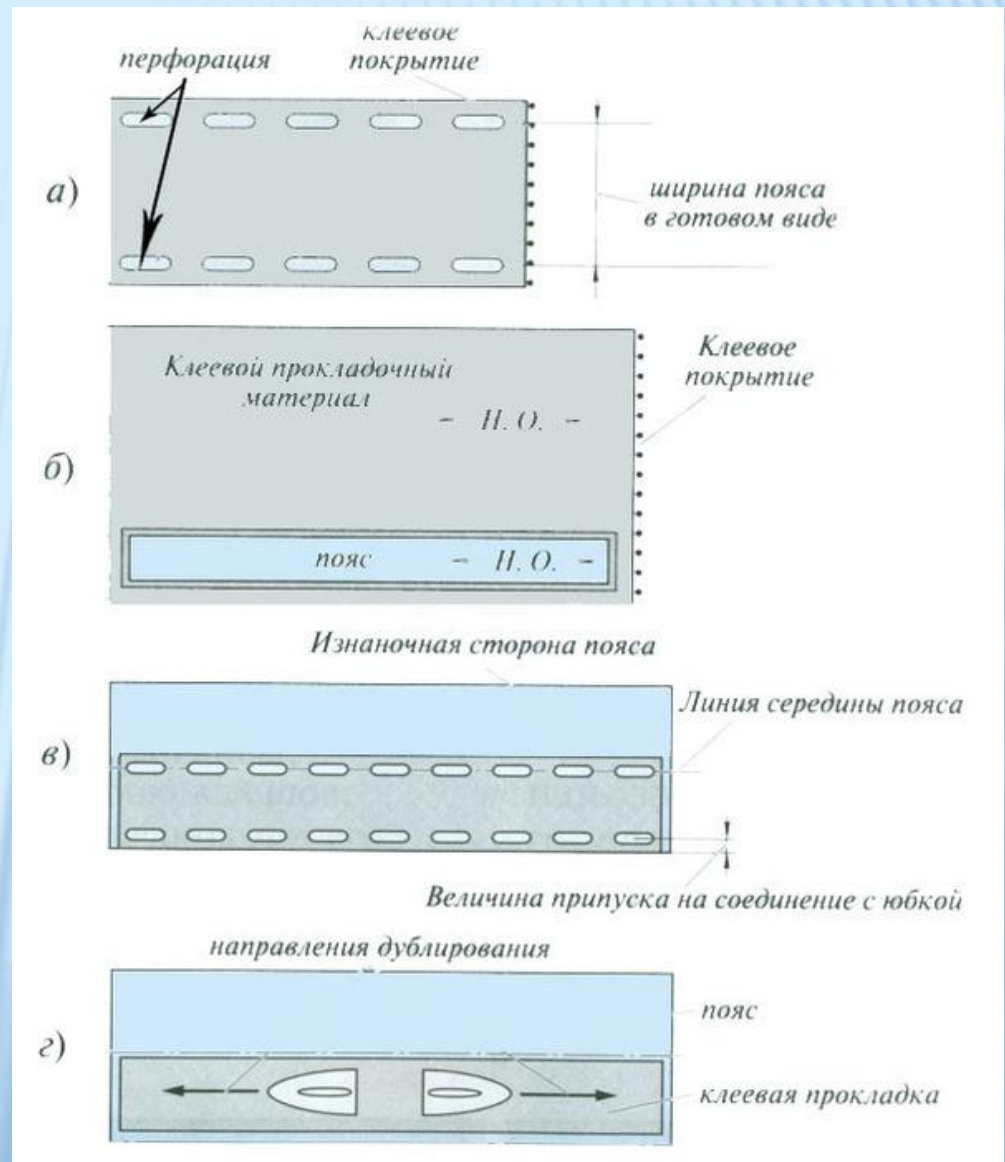 клеевое
покрытие
перфорация
а)
ширина пояса
в готовом виде
Клеевой прокладочный
материал
– Н. О. –
Клеевое
покрытие
б)
пояс – Н. О. –
Изнаночная сторона пояса
Линия середины пояса
в)
Величина припуска на соединение с юбкой
направления дублирования
пояс
г)
клеевая прокладка